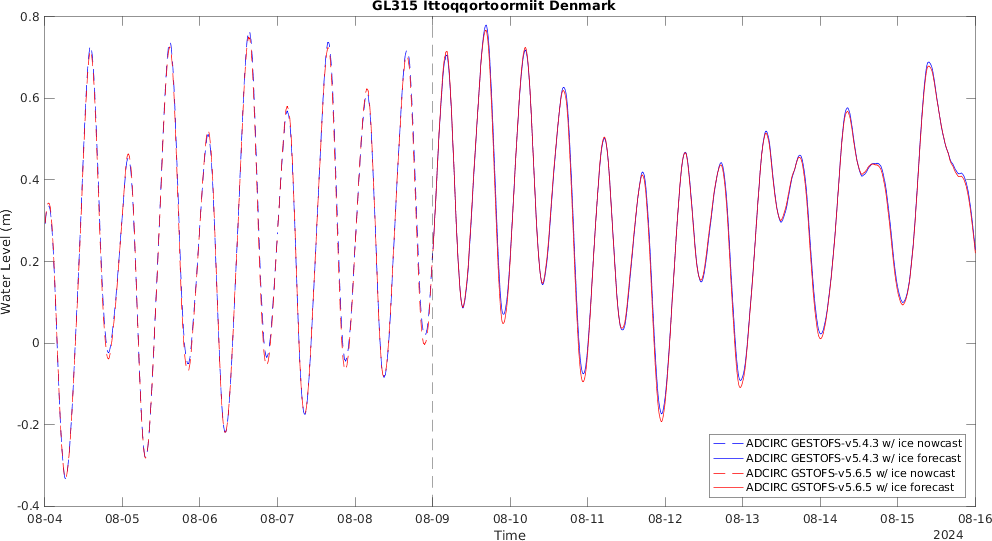 GL315 Ittoqqortoormiit Denmark
0.8
0.6
0.4
0.2
0
-0.2
-0.4
Water Level (m)
ADCIRC GESTOFS-v5.4.3 w/ ice nowcast
ADCIRC GESTOFS-v5.4.3 w/ ice forecast
ADCIRC GSTOFS-v5.6.5 w/ ice nowcast
ADCIRC GSTOFS-v5.6.5 w/ ice forecast
08-04 08-05 08-06 08-07 08-08 08-09 08-10 08-11 08-12 08-13 08-14 08-15 08-16
Time
2024